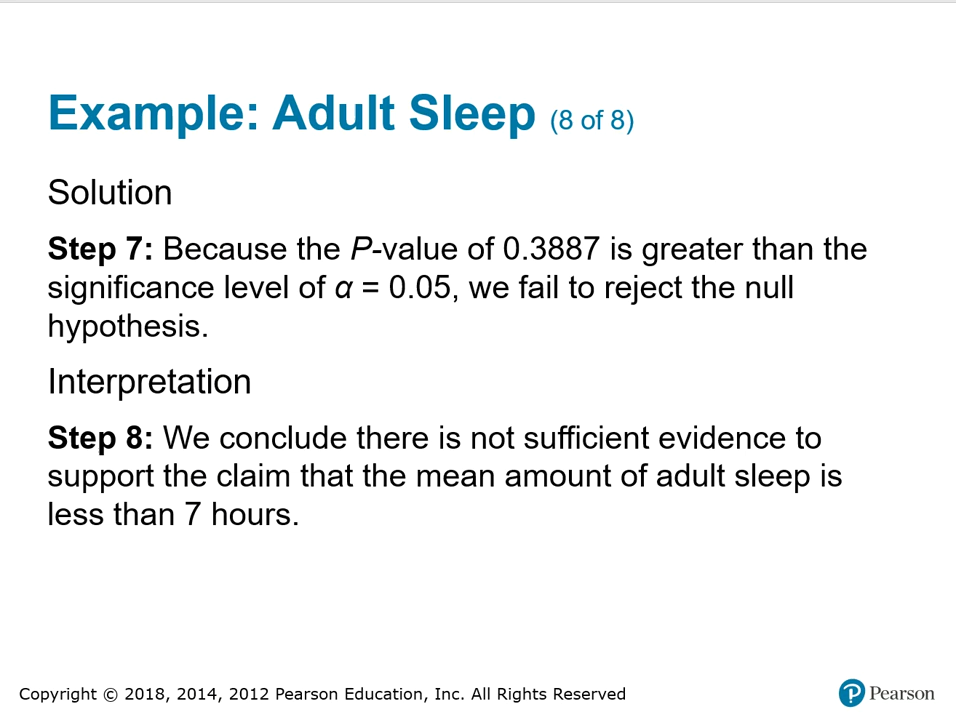 Example: Adult Sleep (8 of 8)
Solution
Step 7: Because the P-value of 0.3887 is greater than the
significance level of α = 0.05, we fail to reject the null
hypothesis.
Interpretation
Step 8: We conclude there is not sufficient evidence to
support the claim that the mean amount of adult sleep is
less than 7 hours.
Copyright © 2018, 2014, 2012 Pearson Education, Inc. All Rights Reserved
P Pearson